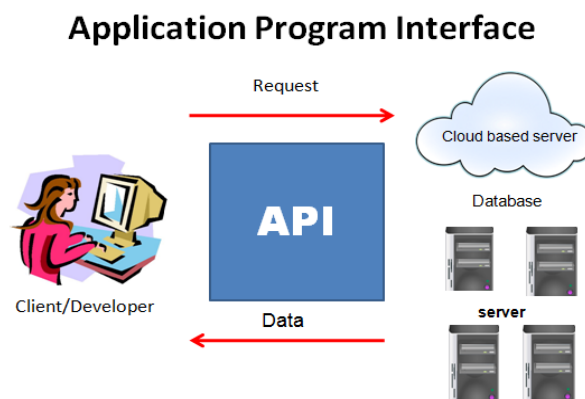 Application Program Interface
Request
Cloud based server
API
Database
Client/Developer
server
Data